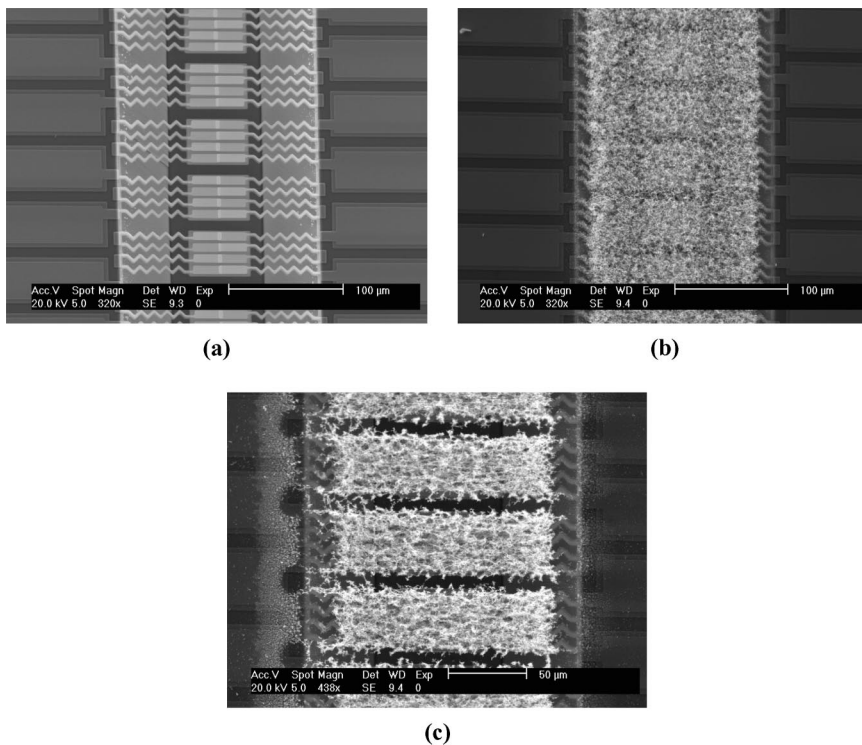 Acc.V Spot Magn Det WD Exp 100 µm
20.0 kV 5.0 320x SE 9.3 0
(a)
Acc.V Spot Magn Det WD Exp 100 µm
20.0 kV 5.0 320x SE 9.4 0
(b)
Acc.V Spot Magn Det WD Exp 50 µm
20.0 kV 5.0 438x SE 9.4 0
(c)